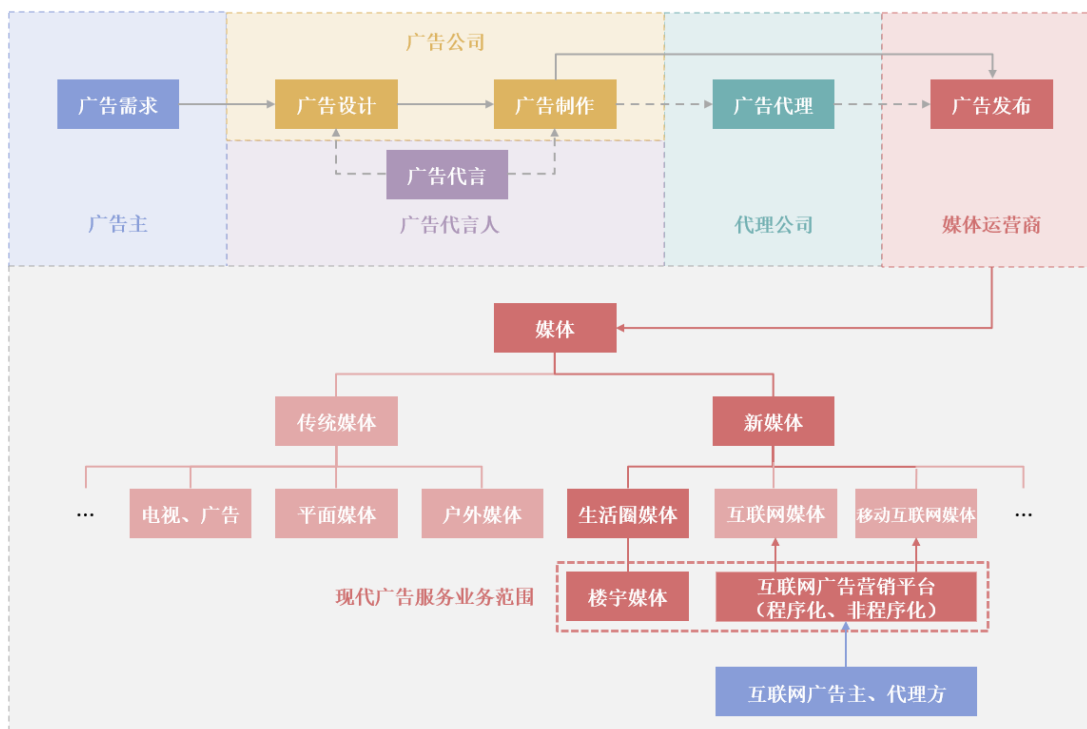 广告公司
广告需求
广告设计
广告制作
广告代理
广告发布
广告代言
广告主
广告代言人
代理公司
媒体运营商
媒体
传统媒体
新媒体
...
电视、广告
平面媒体
户外媒体
生活圈媒体
互联网媒体
移动互联网媒体
...
现代广告服务业务范围
楼宇媒体
互联网广告营销平台
（程序化、非程序化）
互联网广告主、代理方